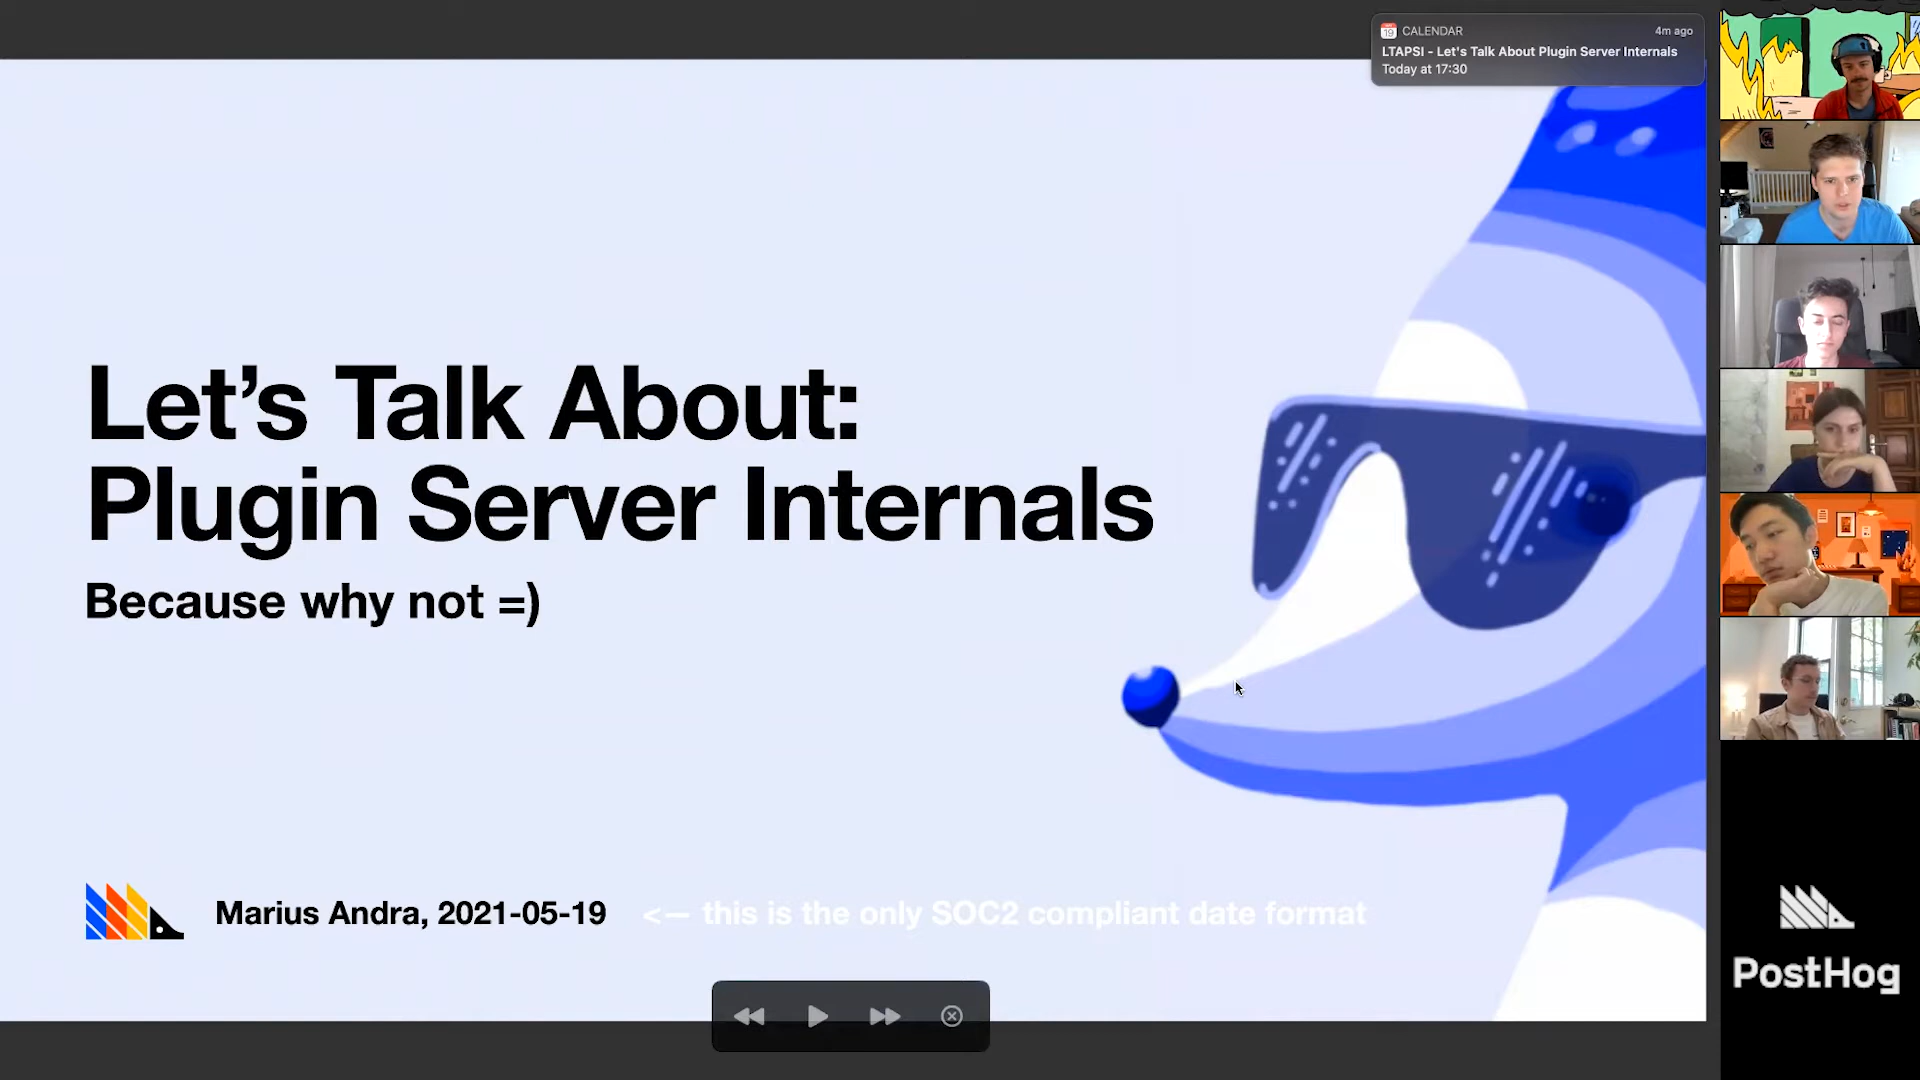 CALENDAR
4m ago
LTAPSI - Let's Talk About Plugin Server Internals
Today at 17:30
Let's Talk About:
Plugin Server Internals
Because why not =)
Marius Andra, 2021-05-19 <— this is the only SOC2 compliant date format
PostHog